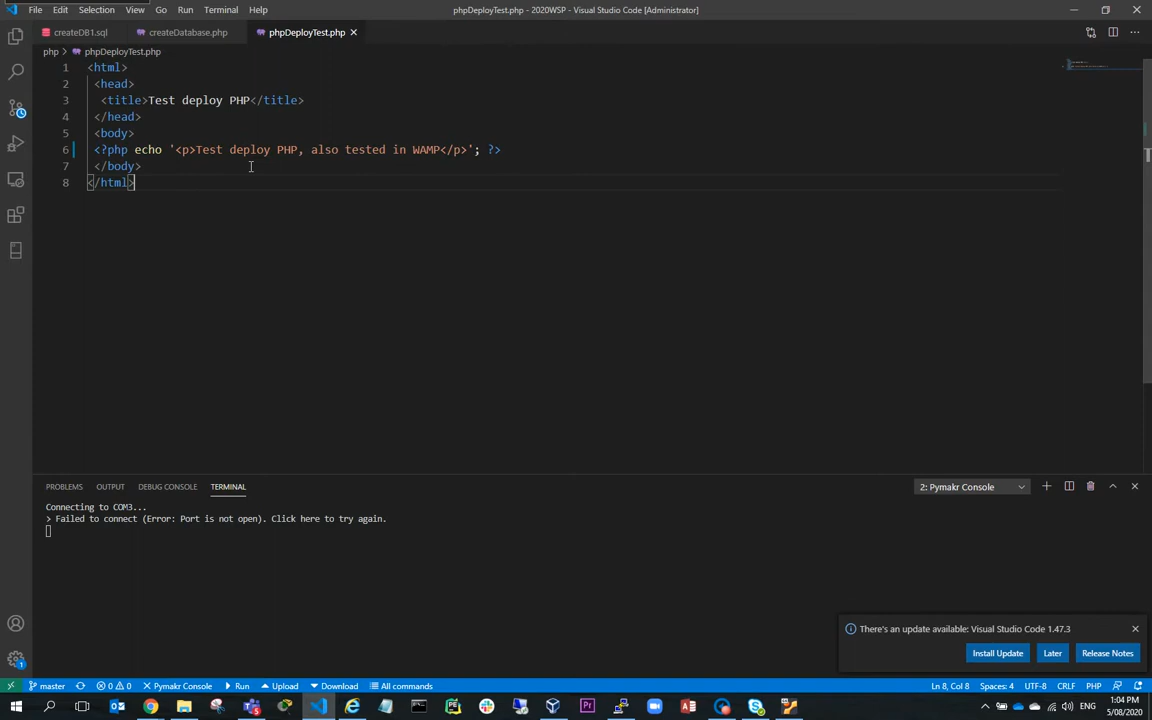 File Edit Selection View Go Run Terminal Help
phpDeployTest.php - 2020WSP - Visual Studio Code [Administrator]
createDB1.sql createDatabase.php phpDeployTest.php
php > phpDeployTest.php
1 <html>
2 <head>
3 <title>Test deploy PHP</title>
4 </head>
5 <body>
6 <?php echo '<p>Test deploy PHP, also tested in WAMP</p>'; ?>
7 </body>
8 </html>
PROBLEMS OUTPUT DEBUG CONSOLE TERMINAL
2: Pymakr Console
Connecting to COM3...
> Failed to connect (Error: Port is not open). Click here to try again.
There's an update available: Visual Studio Code 1.47.3
Install Update Later Release Notes
master 0 0 Pymakr Console Run Upload Download All commands
Ln 8, Col 8 Spaces: 4 UTF-8 CRLF PHP
ENG
1:04 PM
5/08/2020